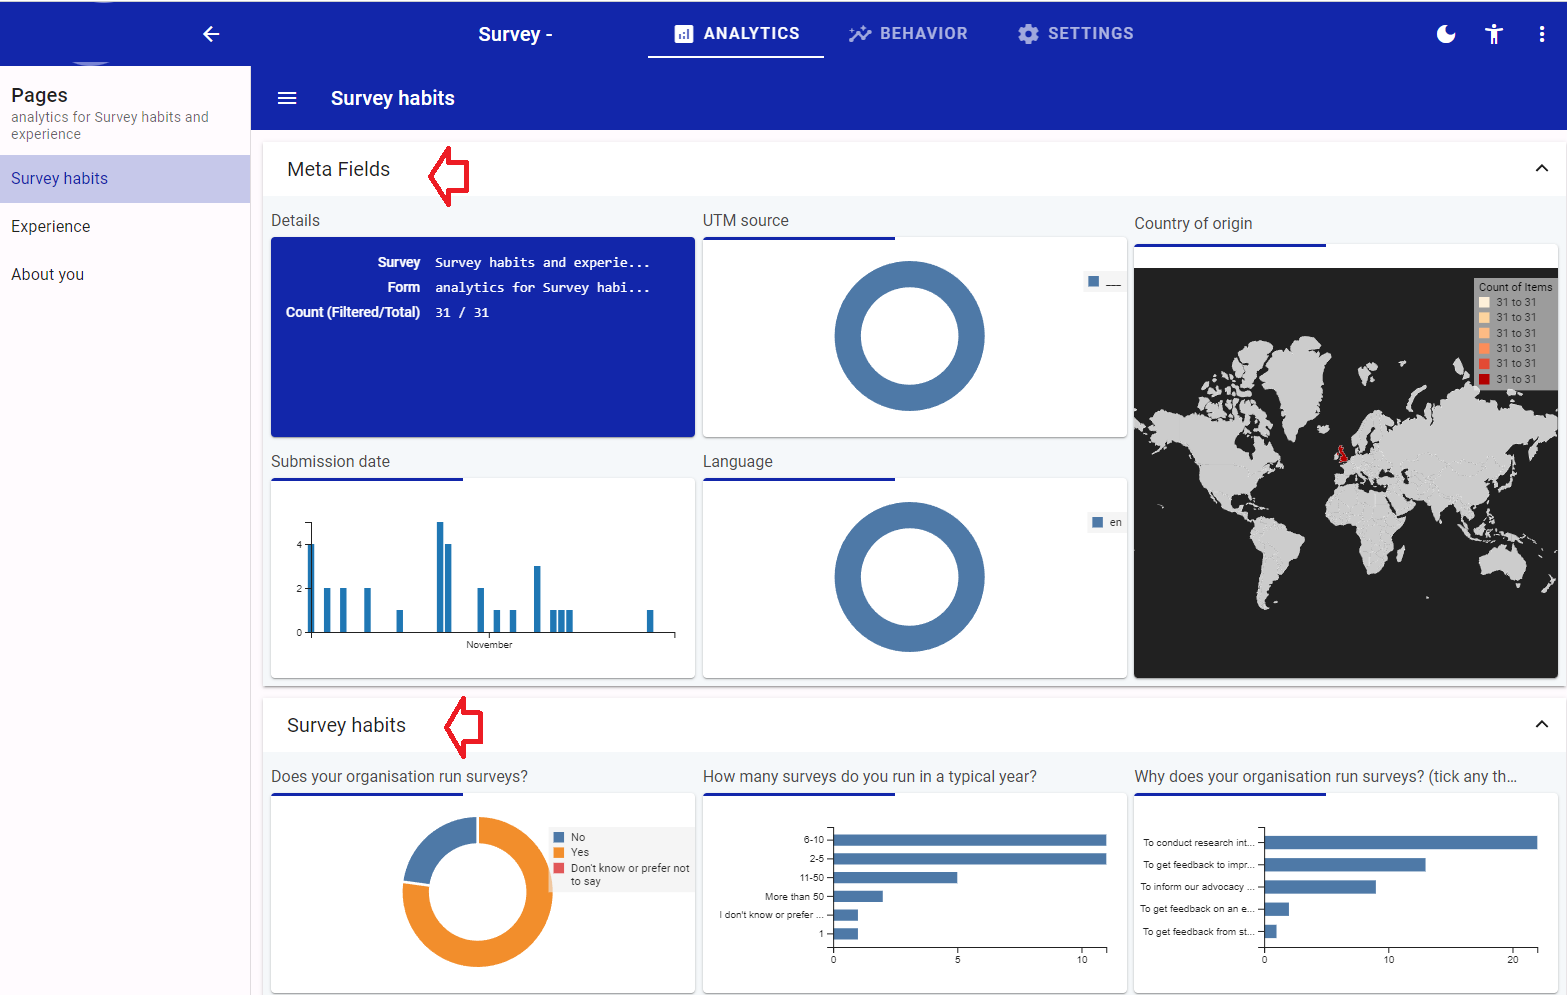 Survey -
ANALYTICS
BEHAVIOR
SETTINGS
Pages
analytics for Survey habits and
experience
Survey habits
Experience
About you
Survey habits
Meta Fields
Details
Survey Survey habits and experie...
Form analytics for Survey habi...
Count (Filtered/Total) 31 / 31
UTM source
___
Country of origin
Count of Items
31 to 31
31 to 31
31 to 31
31 to 31
31 to 31
31 to 31
Submission date
4
2
0
November
Language
en
Survey habits
Does your organisation run surveys?
No
Yes
Don't know or prefer not
to say
How many surveys do you run in a typical year?
6-10
2-5
11-50
More than 50
I don't know or prefer ...
1
0 5 10
Why does your organisation run surveys? (tick any th...
To conduct research int...
To get feedback to impr...
To inform our advocacy ...
To get feedback on an e...
To get feedback from st...
0 10 20